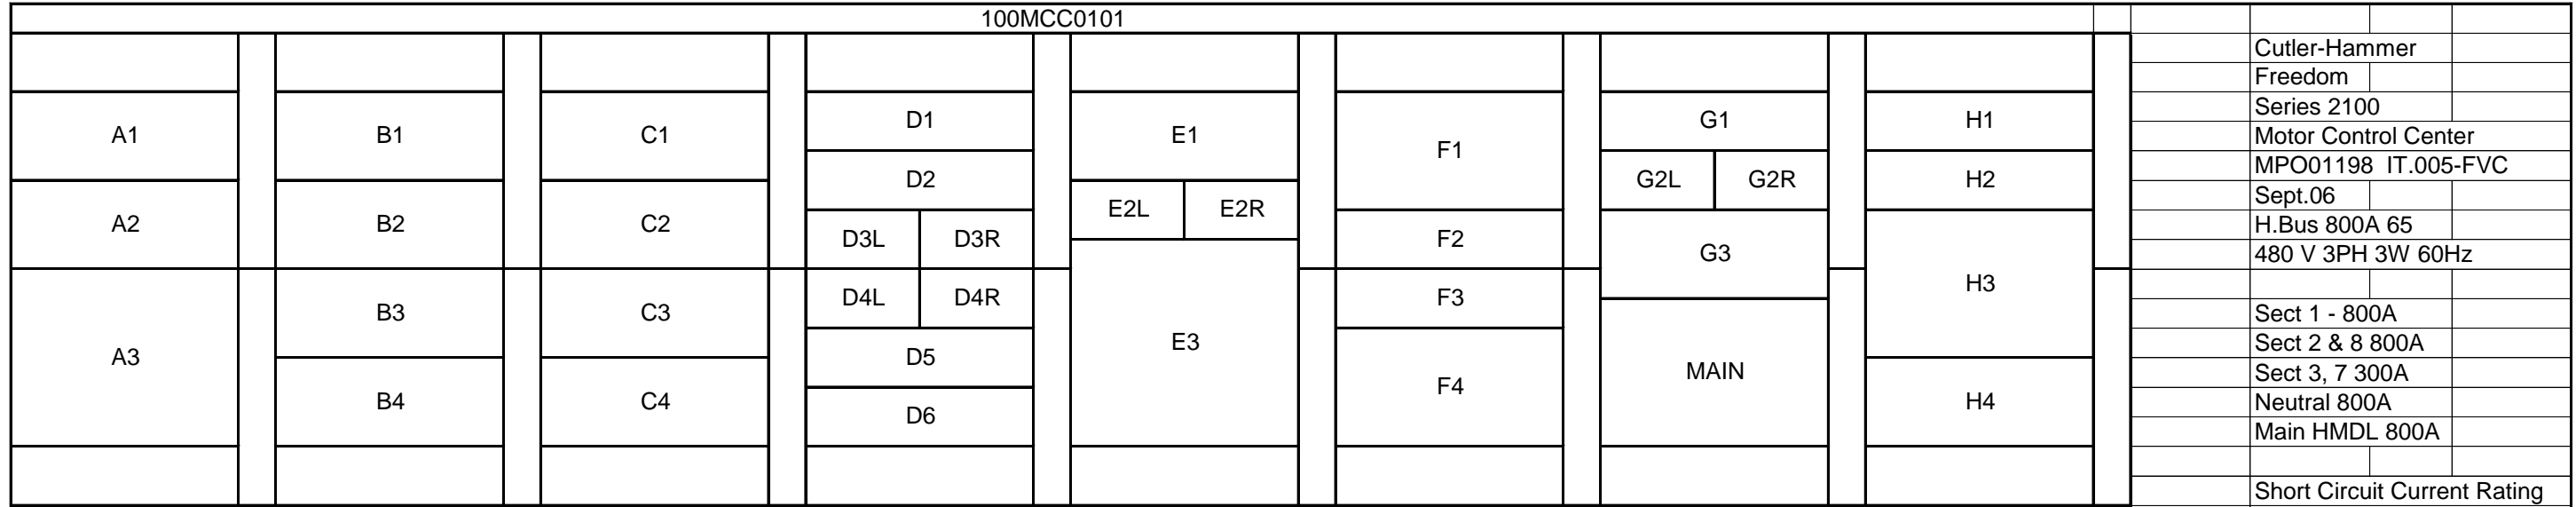 100MCC0101
A1
A2
A3
B1
B2
B3
B4
C1
C2
C3
C4
D1
D2
D3L D3R
D4L D4R
D5
D6
E1
E2L E2R
E3
F1
F2
F3
F4
G1
G2L G2R
G3
MAIN
H1
H2
H3
H4
Cutler-Hammer
Freedom
Series 2100
Motor Control Center
MPO01198 IT.005-FVC
Sept.06
H.Bus 800A 65
480 V 3PH 3W 60Hz
Sect 1 - 800A
Sect 2 & 8 800A
Sect 3, 7 300A
Neutral 800A
Main HMDL 800A
Short Circuit Current Rating